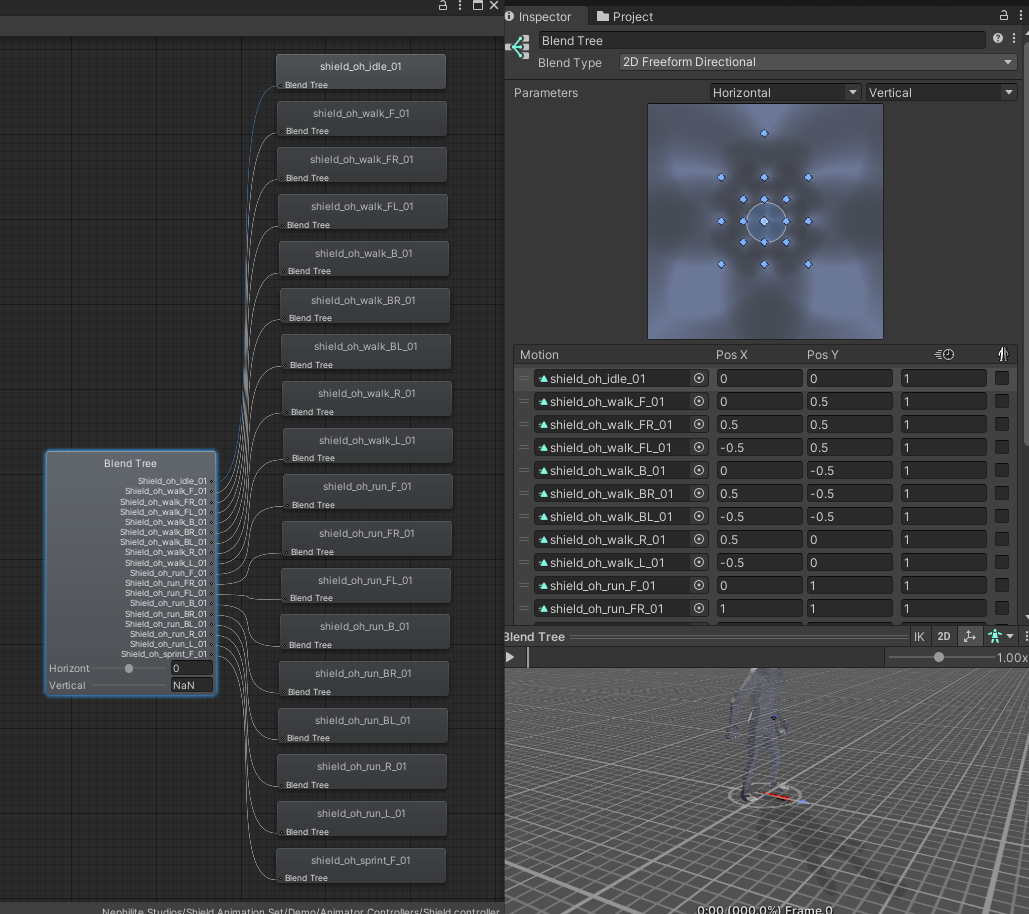 shield_oh_idle_01
Blend Tree
shield_oh_walk_F_01
Blend Tree
shield_oh_walk_FR_01
Blend Tree
shield_oh_walk_FL_01
Blend Tree
shield_oh_walk_B_01
Blend Tree
shield_oh_walk_BR_01
Blend Tree
shield_oh_walk_BL_01
Blend Tree
shield_oh_walk_R_01
Blend Tree
shield_oh_walk_L_01
Blend Tree
shield_oh_run_F_01
Blend Tree
shield_oh_run_FR_01
Blend Tree
shield_oh_run_FL_01
Blend Tree
shield_oh_run_B_01
Blend Tree
shield_oh_run_BR_01
Blend Tree
shield_oh_run_BL_01
Blend Tree
shield_oh_run_R_01
Blend Tree
shield_oh_run_L_01
Blend Tree
shield_oh_sprint_F_01
Blend Tree
Blend Tree
Shield_oh_idle_01
Shield_oh_walk_F_01
Shield_oh_walk_FR_01
Shield_oh_walk_FL_01
Shield_oh_walk_B_01
Shield_oh_walk_BR_01
Shield_oh_walk_BL_01
Shield_oh_walk_R_01
Shield_oh_walk_L_01
Shield_oh_run_F_01
Shield_oh_run_FR_01
Shield_oh_run_FL_01
Shield_oh_run_B_01
Shield_oh_run_BR_01
Shield_oh_run_BL_01
Shield_oh_run_R_01
Shield_oh_run_L_01
Shield_oh_sprint_F_01
Horizont 0
Vertical NaN
Nephilite Studios/Shield Animation Set/Demo/Animator Controllers/Shield.controller
Inspector Project
Blend Tree
Blend Type 2D Freeform Directional
Parameters Horizontal Vertical
Motion Pos X Pos Y
shield_oh_idle_01 0 0 1
shield_oh_walk_F_01 0 0.5 1
shield_oh_walk_FR_01 0.5 0.5 1
shield_oh_walk_FL_01 -0.5 0.5 1
shield_oh_walk_B_01 0 -0.5 1
shield_oh_walk_BR_01 0.5 -0.5 1
shield_oh_walk_BL_01 -0.5 -0.5 1
shield_oh_walk_R_01 0.5 0 1
shield_oh_walk_L_01 -0.5 0 1
shield_oh_run_F_01 0 1 1
shield_oh_run_FR_01 1 1 1
Blend Tree IK 2D
1.00x
0:00 (000.0%) Frame 0